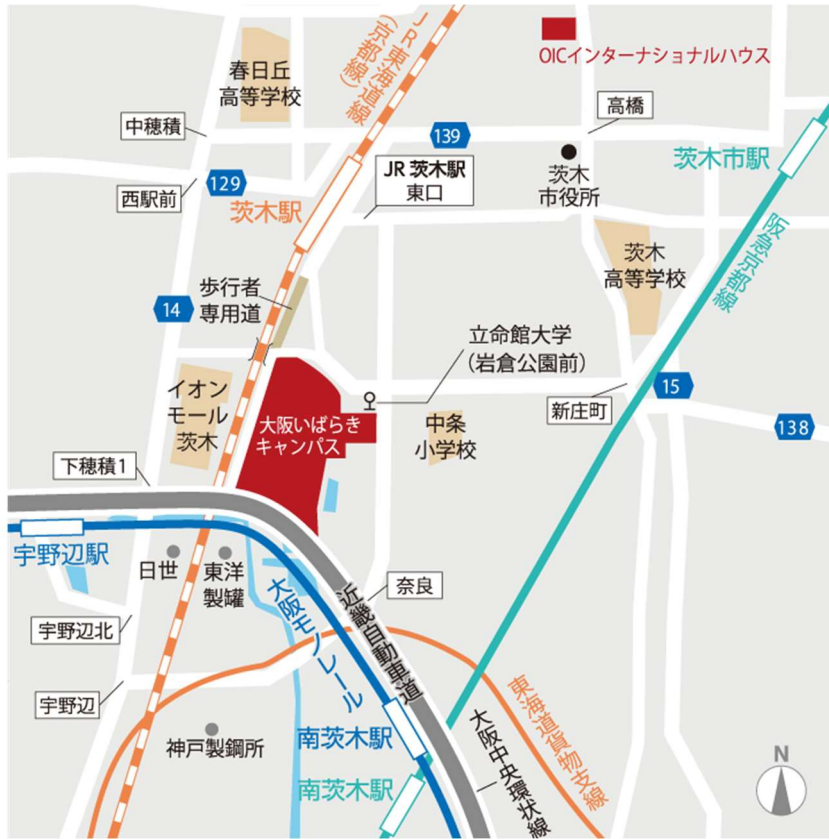 JR東海道線
(京都線)
OICインターナショナルハウス
春日丘
高等学校
中穂積
139
高橋
JR 茨木駅
東口
茨木
市役所
茨木市駅
129
西駅前
茨木駅
阪急京都線
茨木
高等学校
歩行者
専用道
14
立命館大学
(岩倉公園前)
イオン
モール
茨木
大阪いばらき
キャンパス
中条
小学校
新庄町
15
138
下穂積1
宇野辺駅
日世
東洋
製罐
大阪モノレール
近畿自動車道
奈良
宇野辺北
宇野辺
神戸製鋼所
南茨木駅
南茨木駅
大阪中央環状線
東海道貨物支線
N